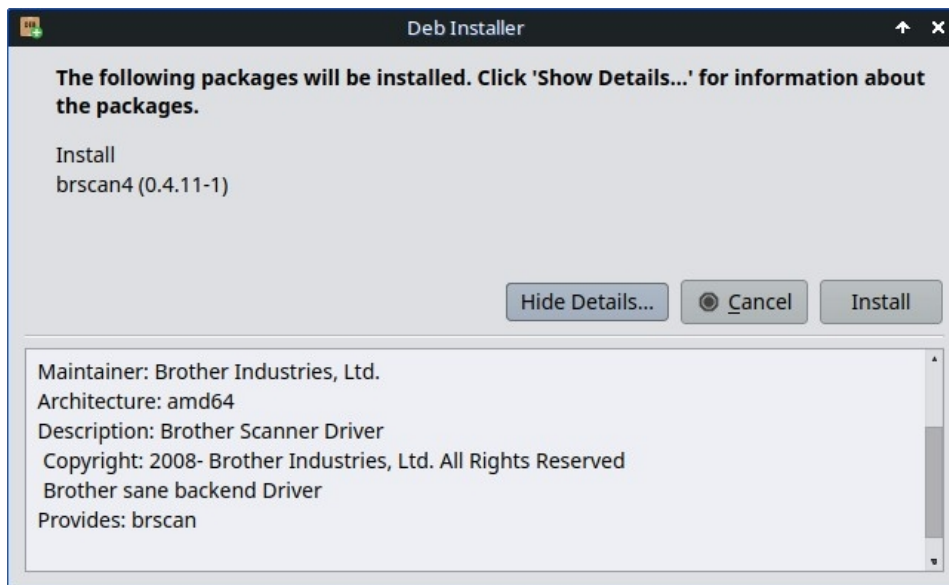 Deb Installer
The following packages will be installed. Click 'Show Details...' for information about
the packages.
Install
brscan4 (0.4.11-1)
Hide Details...
Cancel
Install
Maintainer: Brother Industries, Ltd.
Architecture: amd64
Description: Brother Scanner Driver
Copyright: 2008- Brother Industries, Ltd. All Rights Reserved
Brother sane backend Driver
Provides: brscan